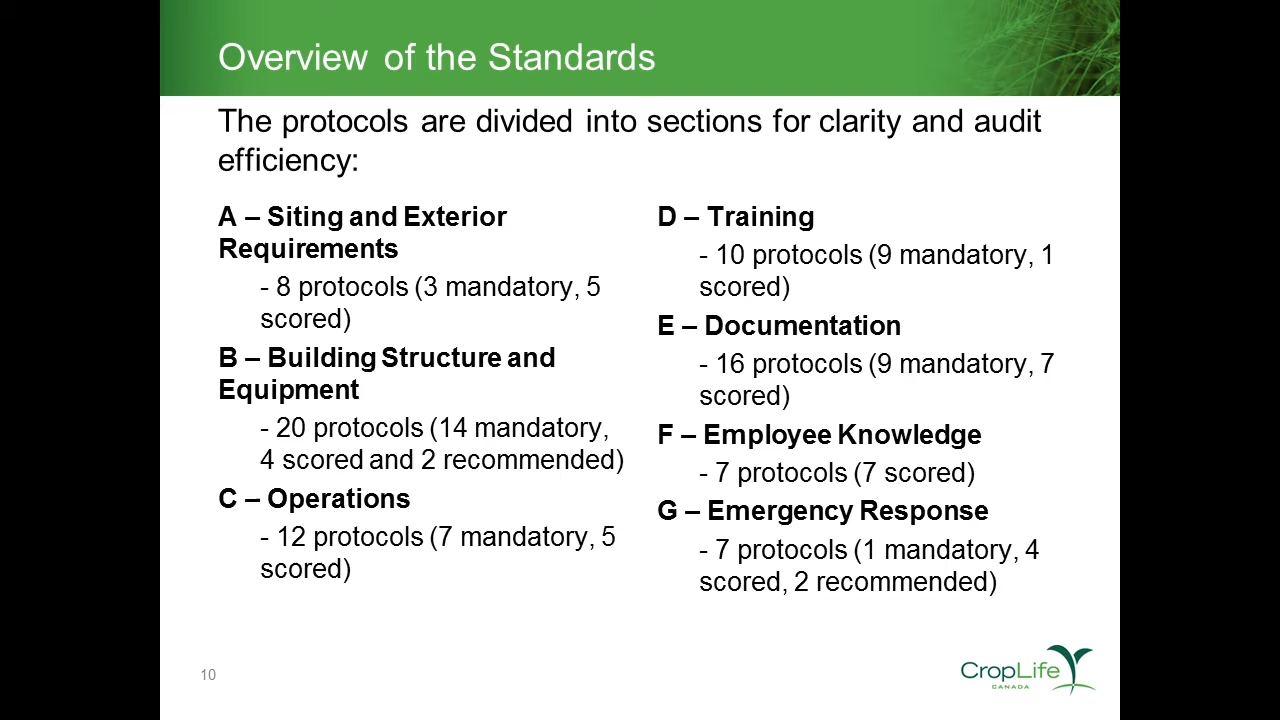 Overview of the Standards
The protocols are divided into sections for clarity and audit
efficiency:
A – Siting and Exterior
Requirements
- 8 protocols (3 mandatory, 5
scored)
B – Building Structure and
Equipment
- 20 protocols (14 mandatory,
4 scored and 2 recommended)
C – Operations
- 12 protocols (7 mandatory, 5
scored)
D – Training
- 10 protocols (9 mandatory, 1
scored)
E – Documentation
- 16 protocols (9 mandatory, 7
scored)
F – Employee Knowledge
- 7 protocols (7 scored)
G – Emergency Response
- 7 protocols (1 mandatory, 4
scored, 2 recommended)
10
CropLife
CANADA